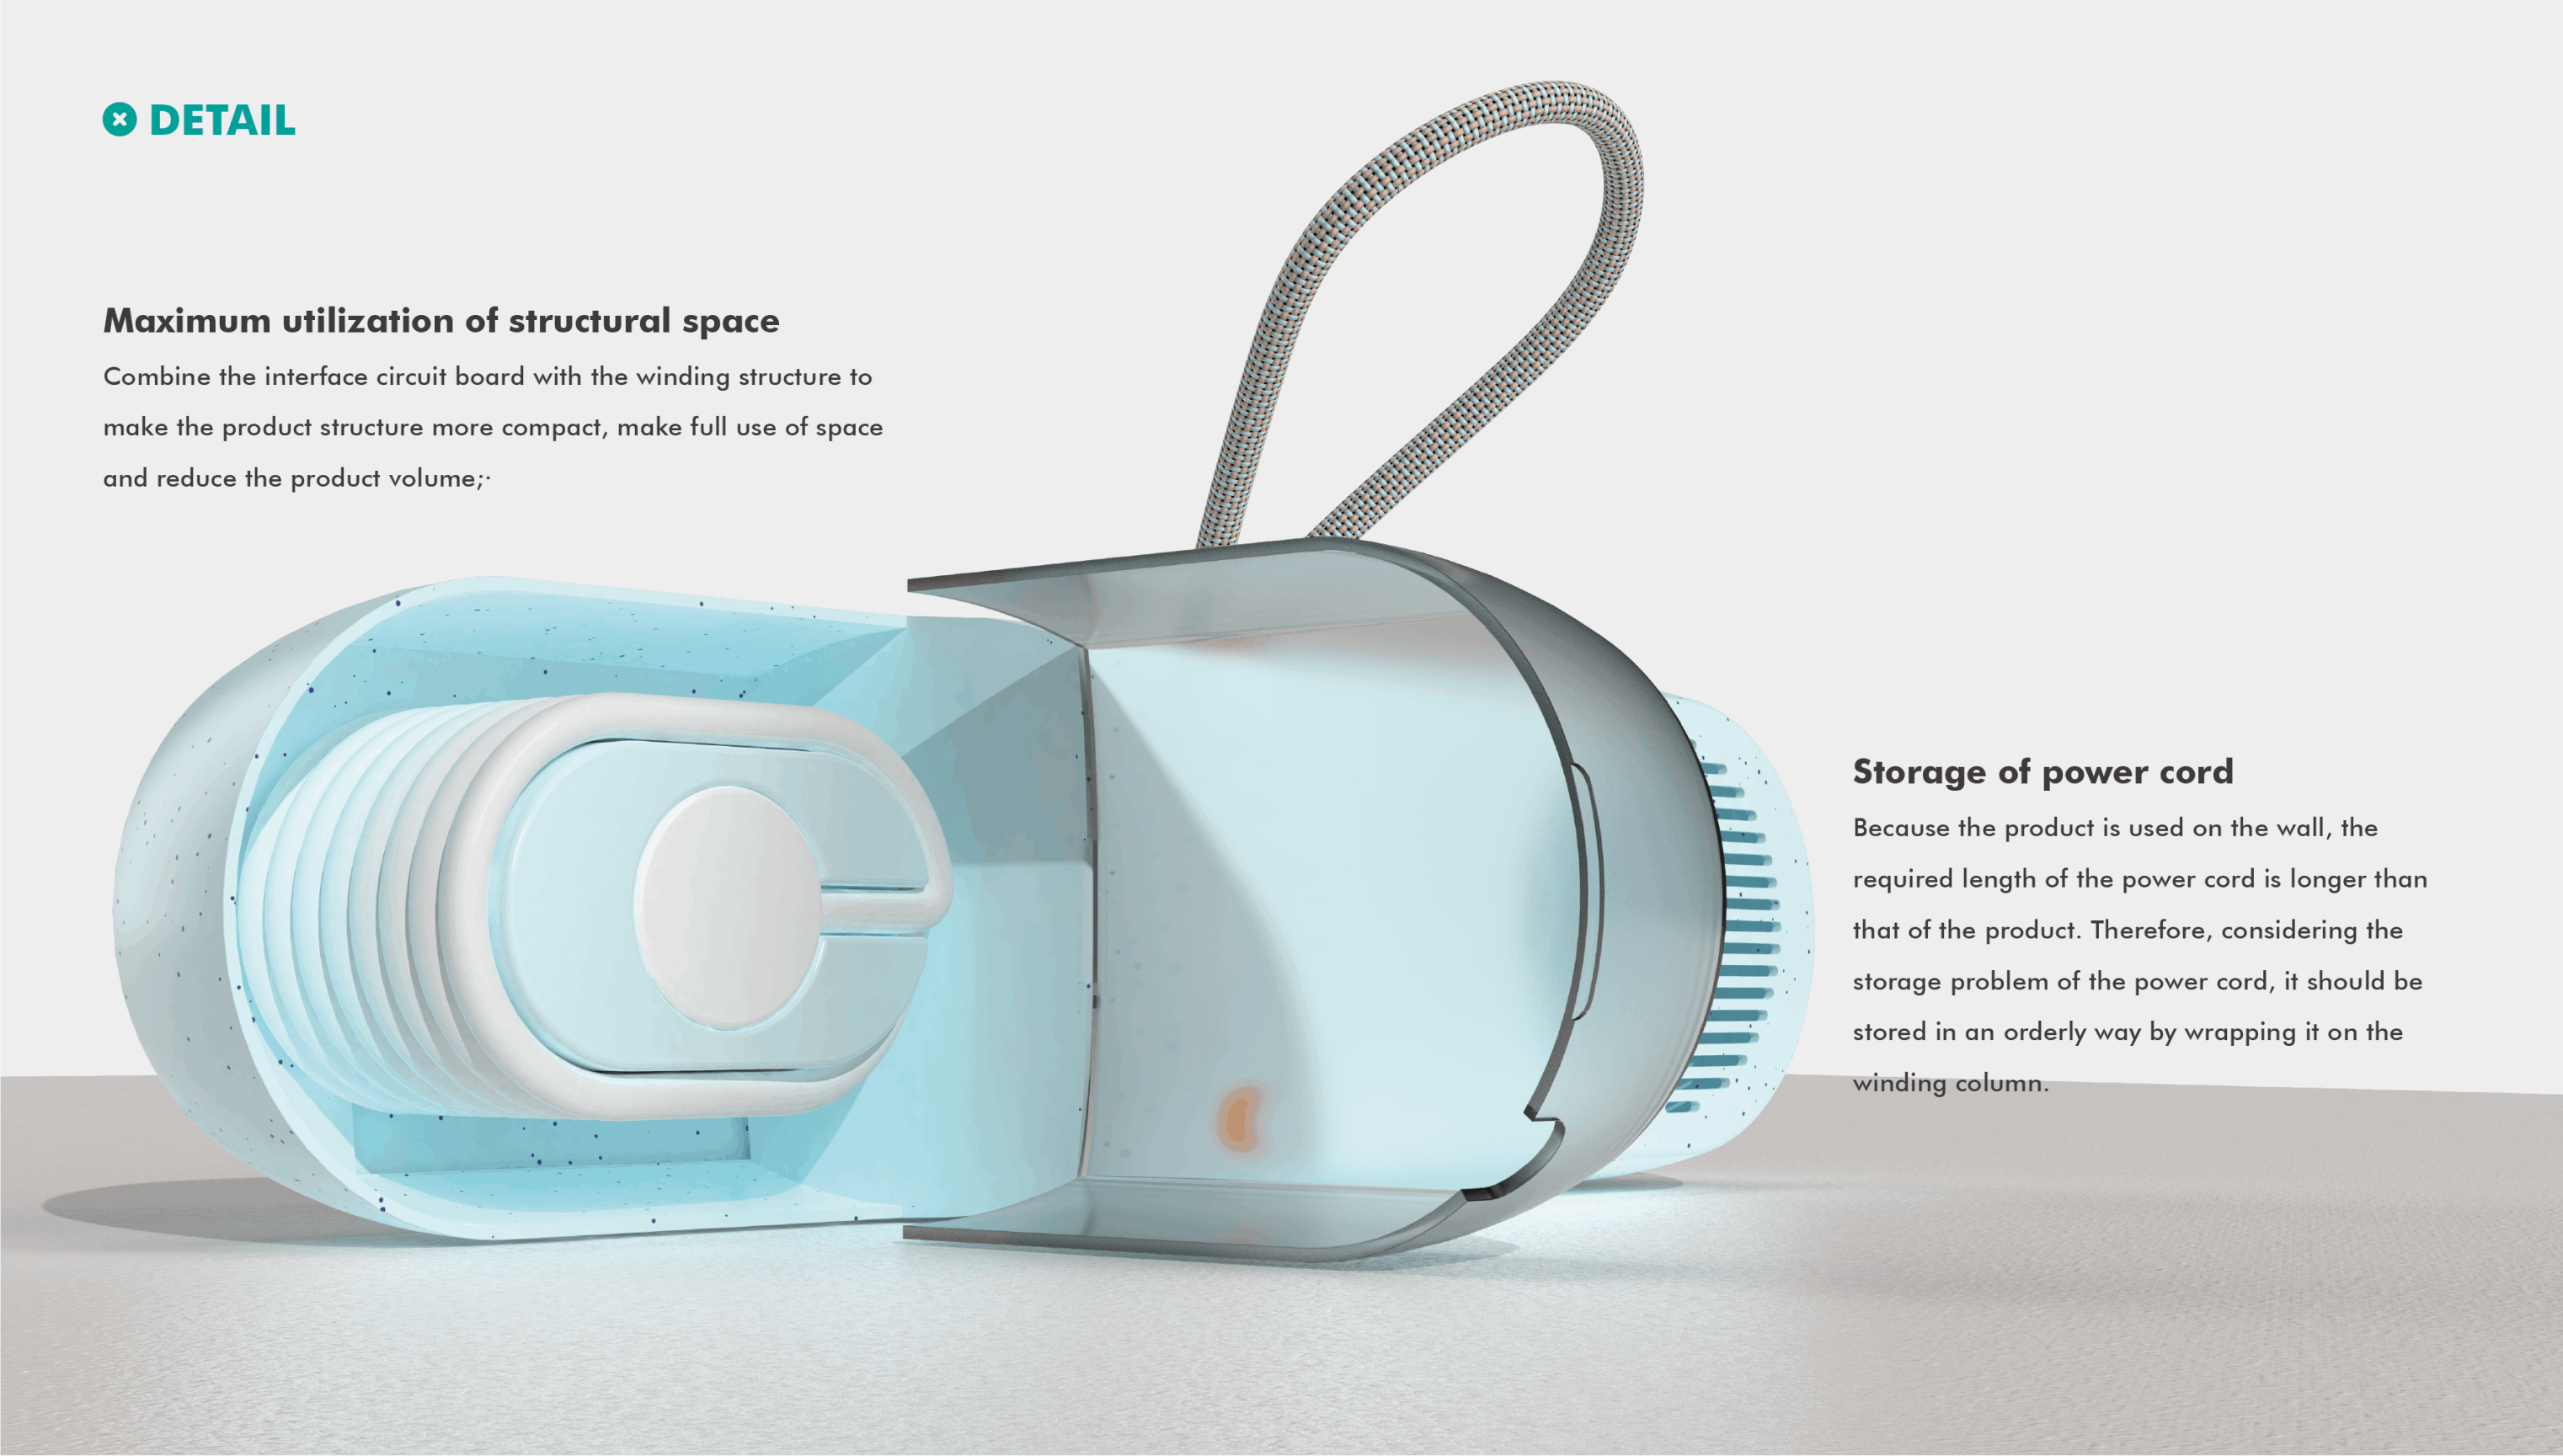 DETAIL
Maximum utilization of structural space
Combine the interface circuit board with the winding structure to
make the product structure more compact, make full use of space
and reduce the product volume;·
Storage of power cord
Because the product is used on the wall, the
required length of the power cord is longer than
that of the product. Therefore, considering the
storage problem of the power cord, it should be
stored in an orderly way by wrapping it on the
winding column.